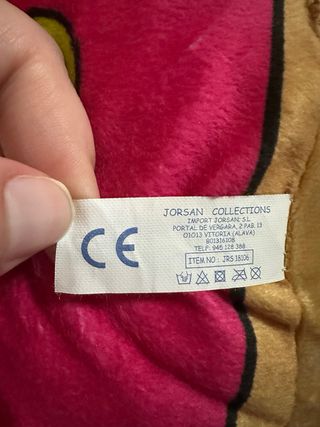 CE
JORSAN COLLECTIONS
IMPORT JORSAN, S.L
PORTAL DE VERGARA, 2 PAB. 13
01013 VITORIA (ALAVA)
B01316108
TELF: 945 128 388
ITEM NO: JRS 18106